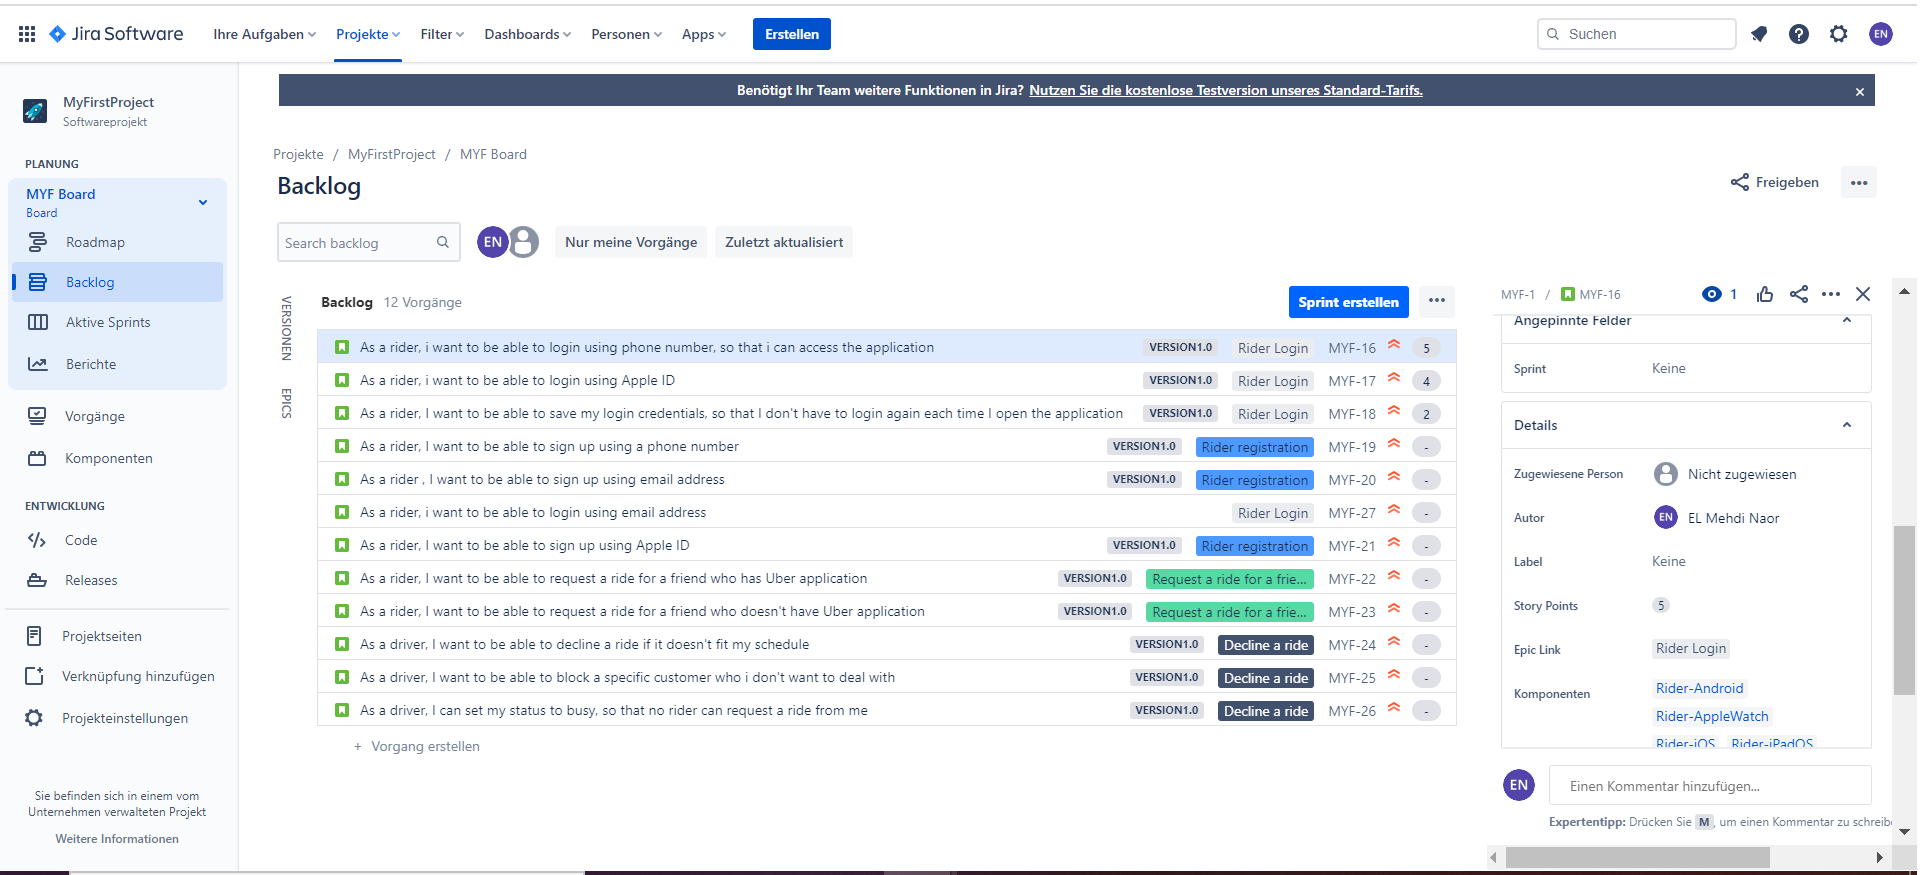 Jira Software
Ihre Aufgaben
Projekte
Filter
Dashboards
Personen
Apps
Erstellen
Suchen
EN
MyFirstProject
Softwareprojekt
PLANUNG
MYF Board
Board
Roadmap
Backlog
Aktive Sprints
Berichte
Vorgänge
Komponenten
ENTWICKLUNG
Code
Releases
Projektseiten
Verknüpfung hinzufügen
Projekteinstellungen
Sie befinden sich in einem vom
Unternehmen verwalteten Projekt
Weitere Informationen
Benötigt Ihr Team weitere Funktionen in Jira? Nutzen Sie die kostenlose Testversion unseres Standard-Tarifs.
Projekte / MyFirstProject / MYF Board
Backlog
Freigeben
Search backlog
EN
Nur meine Vorgänge
Zuletzt aktualisiert
VERSIONEN
EPICS
Backlog 12 Vorgänge
Sprint erstellen
As a rider, i want to be able to login using phone number, so that i can access the application VERSION1.0 Rider Login MYF-16 5
As a rider, i want to be able to login using Apple ID VERSION1.0 Rider Login MYF-17 4
As a rider, I want to be able to save my login credentials, so that I don't have to login again each time I open the application VERSION1.0 Rider Login MYF-18 2
As a rider, I want to be able to sign up using a phone number VERSION1.0 Rider registration MYF-19 -
As a rider , I want to be able to sign up using email address VERSION1.0 Rider registration MYF-20 -
As a rider, i want to be able to login using email address Rider Login MYF-27 -
As a rider, I want to be able to sign up using Apple ID VERSION1.0 Rider registration MYF-21 -
As a rider, I want to be able to request a ride for a friend who has Uber application VERSION1.0 Request a ride for a frie... MYF-22 -
As a rider, I want to be able to request a ride for a friend who doesn't have Uber application VERSION1.0 Request a ride for a frie... MYF-23 -
As a driver, I want to be able to decline a ride if it doesn't fit my schedule VERSION1.0 Decline a ride MYF-24 -
As a driver, I want to be able to block a specific customer who i don't want to deal with VERSION1.0 Decline a ride MYF-25 -
As a driver, I can set my status to busy, so that no rider can request a ride from me VERSION1.0 Decline a ride MYF-26 -
+ Vorgang erstellen
MYF-1 / MYF-16
1
Angepinnte Felder
Sprint Keine
Details
Zugewiesene Person Nicht zugewiesen
Autor EN EL Mehdi Naor
Label Keine
Story Points 5
Epic Link Rider Login
Komponenten Rider-Android
Rider-AppleWatch
Rider-iOS Rider-iPadOS
EN Einen Kommentar hinzufügen...
Expertentipp: Drücken Sie M, um einen Kommentar zu schreibe